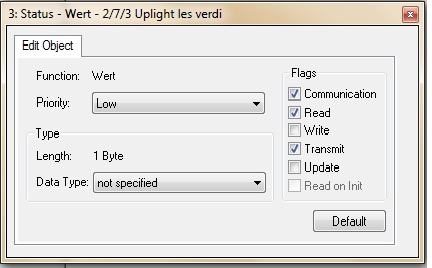 3: Status - Wert - 2/7/3 Uplight les verdi
Edit Object
Function: Wert
Priority: Low
Type
Length: 1 Byte
Data Type: not specified
Flags
Communication
Read
Write
Transmit
Update
Read on Init
Default